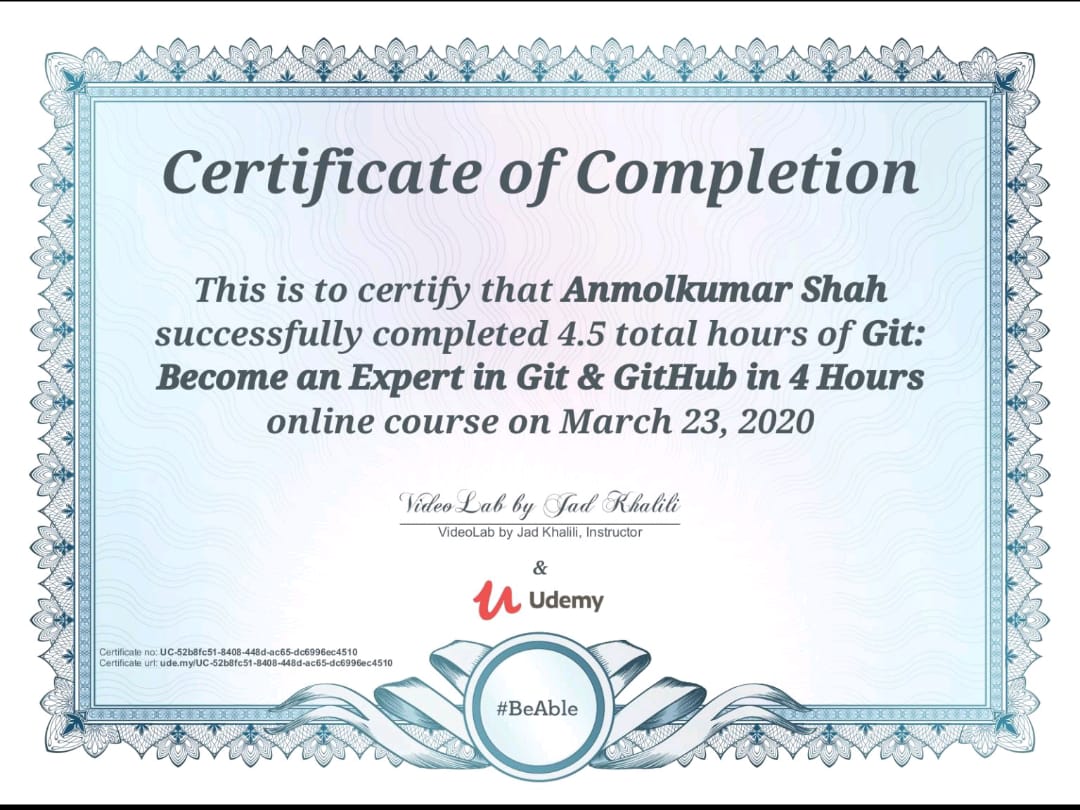 Certificate of Completion
This is to certify that Anmolkumar Shah
successfully completed 4.5 total hours of Git:
Become an Expert in Git & GitHub in 4 Hours
online course on March 23, 2020
VideoLab by Jad Khalili
VideoLab by Jad Khalili, Instructor
&
Udemy
Certificate no: UC-52b8fc51-8408-448d-ac65-dc6996ec4510
Certificate url: ude.my/UC-52b8fc51-8408-448d-ac65-dc6996ec4510
#BeAble